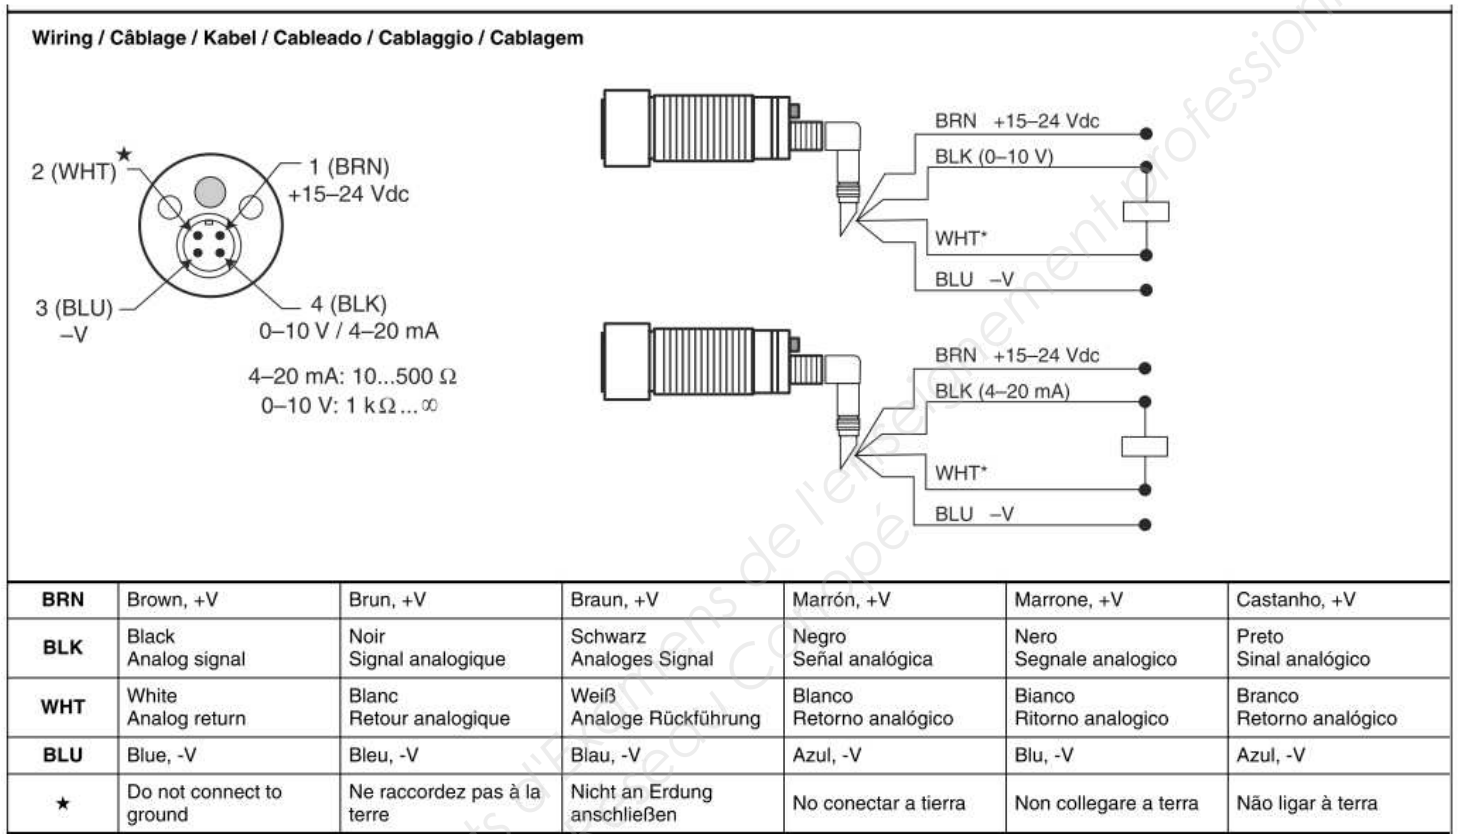 Wiring / Câblage / Kabel / Cableado / Cablaggio / Cablagem
2 (WHT) ★
1 (BRN)
+15–24 Vdc
3 (BLU)
–V
4 (BLK)
0–10 V / 4–20 mA
4–20 mA: 10...500 Ω
0–10 V: 1 kΩ... ∞
BRN +15–24 Vdc
BLK (0–10 V)
WHT*
BLU –V
BRN +15–24 Vdc
BLK (4–20 mA)
WHT*
BLU –V
BRN Brown, +V Brun, +V Braun, +V Marrón, +V Marrone, +V Castanho, +V
BLK Black Noir Schwarz Negro Nero Preto
Analog signal Signal analogique Analoges Signal Señal analógica Segnale analogico Sinal analógico
WHT White Blanc Weiß Blanco Bianco Branco
Analog return Retour analogique Analoge Rückführung Retorno analógico Ritorno analogico Retorno analógico
BLU Blue, -V Bleu, -V Blau, -V Azul, -V Blu, -V Azul, -V
★ Do not connect to Ne raccordez pas à la Nicht an Erdung No conectar a tierra Non collegare a terra Não ligar à terra
ground terre anschließen
d'Examens de l'enseignement profession
éseau Canopé